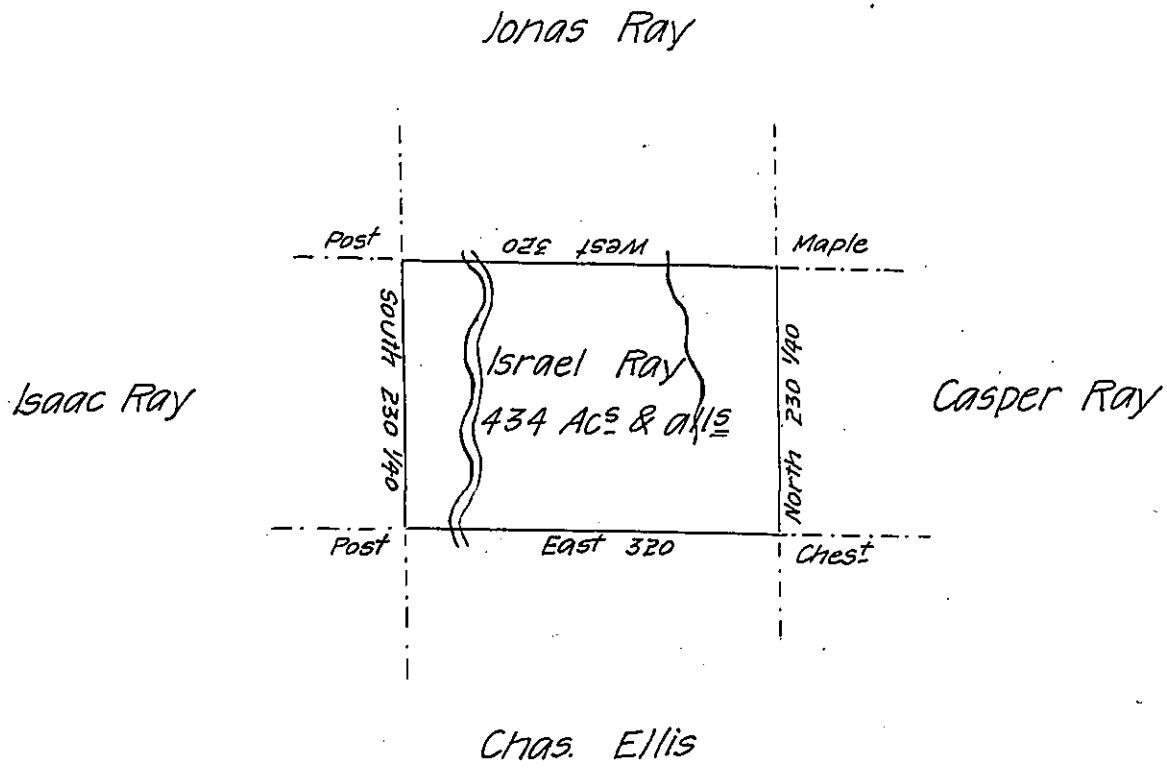 Jonas Ray
Post
West 320
Maple
South 230 1/40
Israel Ray
434 Acs & alls
North 230 1/40
Isaac Ray
Casper Ray
Post
East 320
Chest
Chas. Ellis